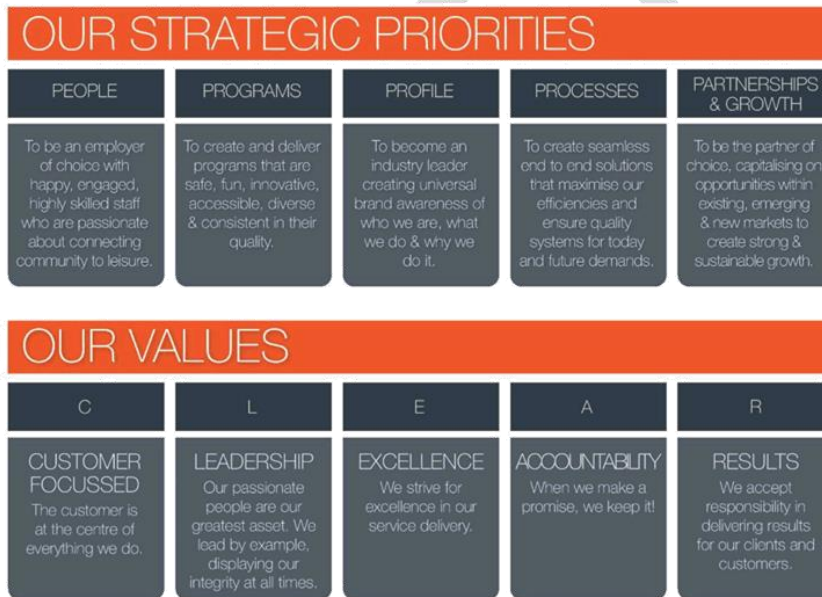 OUR STRATEGIC PRIORITIES
PEOPLE
To be an employer
of choice with
happy, engaged,
highly skilled staff
who are passionate
about connecting
community to leisure.
PROGRAMS
To create and deliver
programs that are
safe, fun, innovative,
accessible, diverse
& consistent in their
quality.
PROFILE
To become an
industry leader
creating universal
brand awareness of
who we are, what
we do & why we
do it.
PROCESSES
To create seamless
end to end solutions
that maximise our
efficiencies and
ensure quality
systems for today
and future demands.
PARTNERSHIPS
& GROWTH
To be the partner of
choice, capitalising on
opportunities within
existing, emerging
& new markets to
create strong &
sustainable growth.
OUR VALUES
C
CUSTOMER
FOCUSSED
The customer is
at the centre of
everything we do.
L
LEADERSHIP
Our passionate
people are our
greatest asset. We
lead by example,
displaying our
integrity at all times.
E
EXCELLENCE
We strive for
excellence in our
service delivery.
A
ACCOUNTABILITY
When we make a
promise, we keep it!
R
RESULTS
We accept
responsibility in
delivering results
for our clients and
customers.